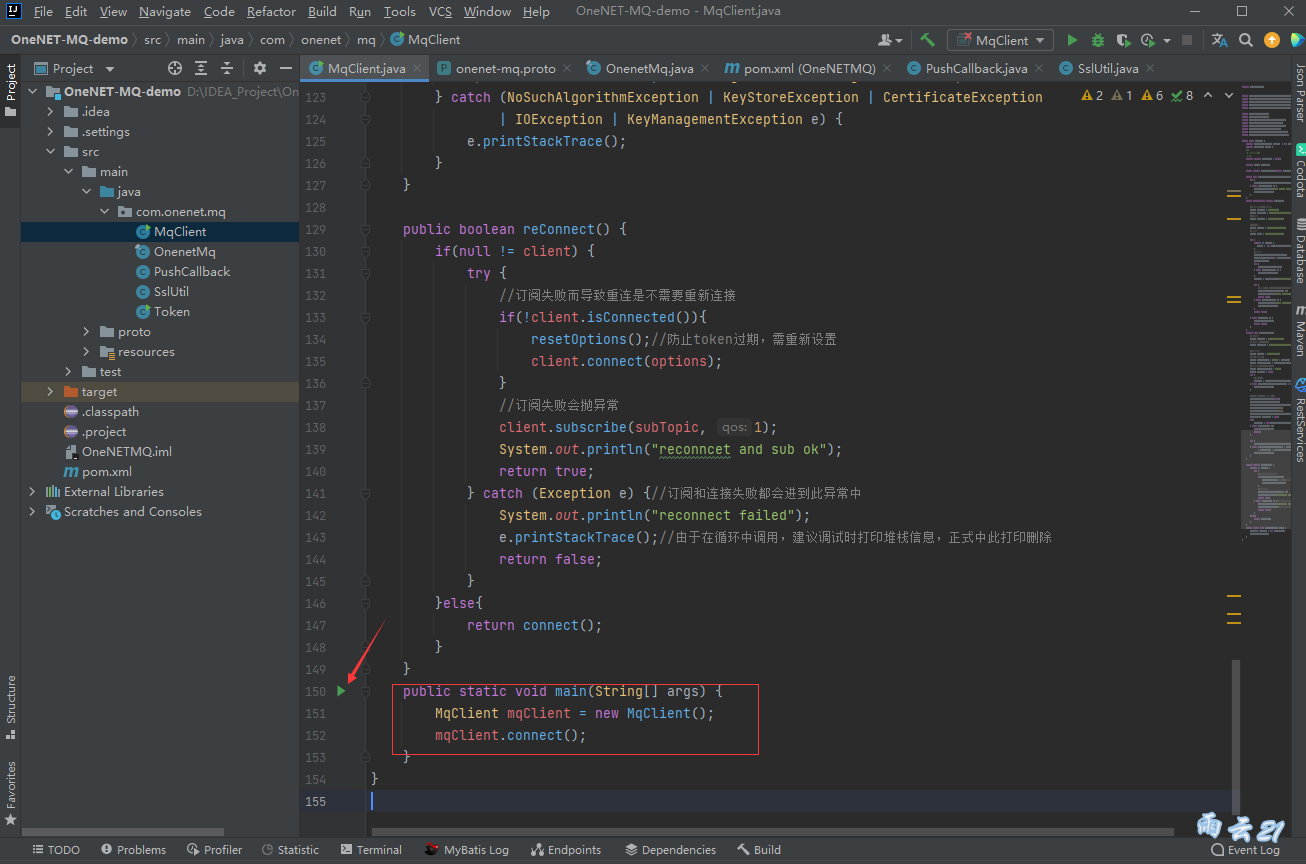 File Edit View Navigate Code Refactor Build Run Tools VCS Window Help OneNET-MQ-demo - MqClient.java
OneNET-MQ-demo src main java com onenet mq MqClient MqClient
Project MqClient.java onenet-mq.proto OnenetMq.java pom.xml (OneNETMQ) PushCallback.java SslUtil.java
Project
Json Parser
Codota
Database
Maven
RestServices
Structure
Favorites
OneNET-MQ-demo D:\IDEA_Project\On
.idea
.settings
src
main
java
com.onenet.mq
MqClient
OnenetMq
PushCallback
SslUtil
Token
proto
resources
test
target
.classpath
.project
OneNETMQ.iml
pom.xml
External Libraries
Scratches and Consoles
2 1 6 8
123 } catch (NoSuchAlgorithmException | KeyStoreException | CertificateException
124 | IOException | KeyManagementException e) {
125 e.printStackTrace();
126 }
127 }
128
129 public boolean reConnect() {
130 if(null != client) {
131 try {
132 //订阅失败而导致重连是不需要重新连接
133 if(!client.isConnected()){
134 resetOptions();//防止token过期，需重新设置
135 client.connect(options);
136 }
137 //订阅失败会抛异常
138 client.subscribe(subTopic, qos: 1);
139 System.out.println("reconncet and sub ok");
140 return true;
141 } catch (Exception e) {//订阅和连接失败都会进到此异常中
142 System.out.println("reconnect failed");
143 e.printStackTrace();//由于在循环中调用，建议调试时打印堆栈信息，正式中此打印删除
144 return false;
145 }
146 }else{
147 return connect();
148 }
149 }
150 public static void main(String[] args) {
151 MqClient mqClient = new MqClient();
152 mqClient.connect();
153 }
154 }
155
雨云21
TODO Problems Profiler Statistic Terminal MyBatis Log Endpoints Dependencies Build Event Log